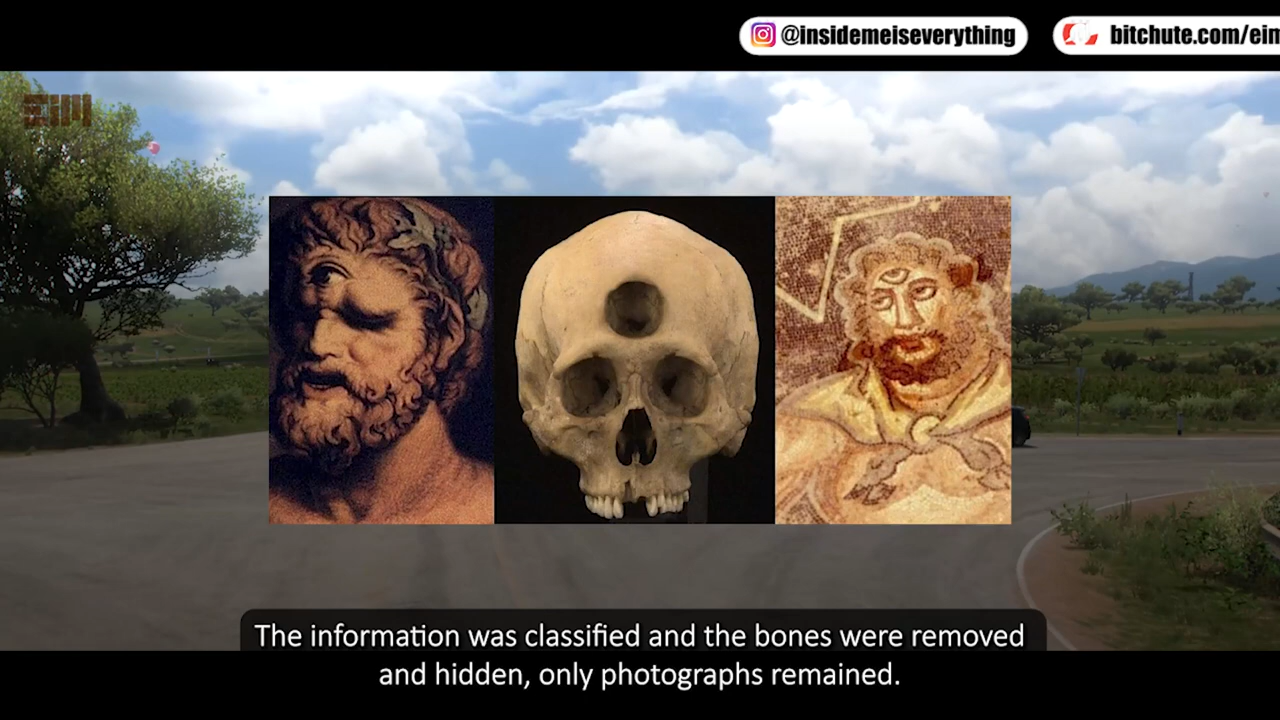 @insidemeiseverything
bitchute.com/eim
The information was classified and the bones were removed
and hidden, only photographs remained.